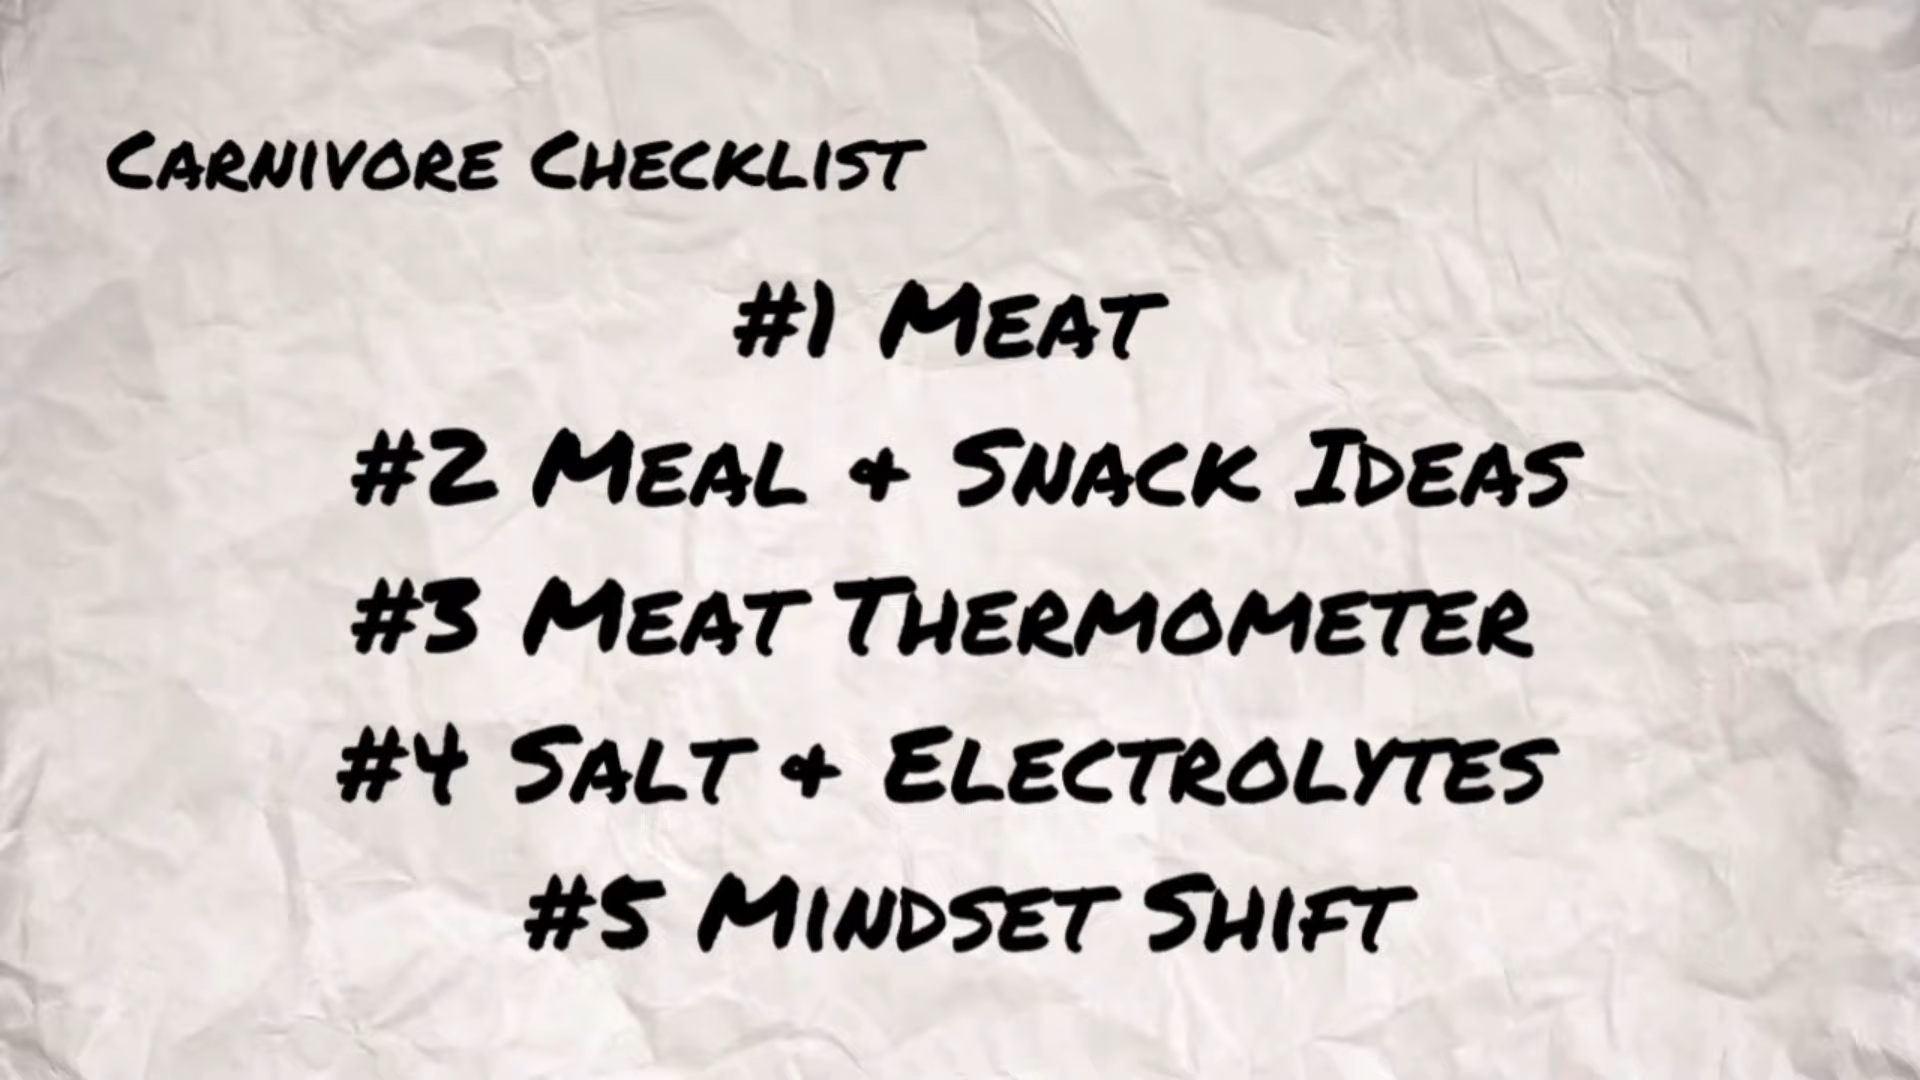 Carnivore Checklist
#1 Meat
#2 Meal & Snack Ideas
#3 Meat Thermometer
#4 Salt & Electrolytes
#5 Mindset Shift